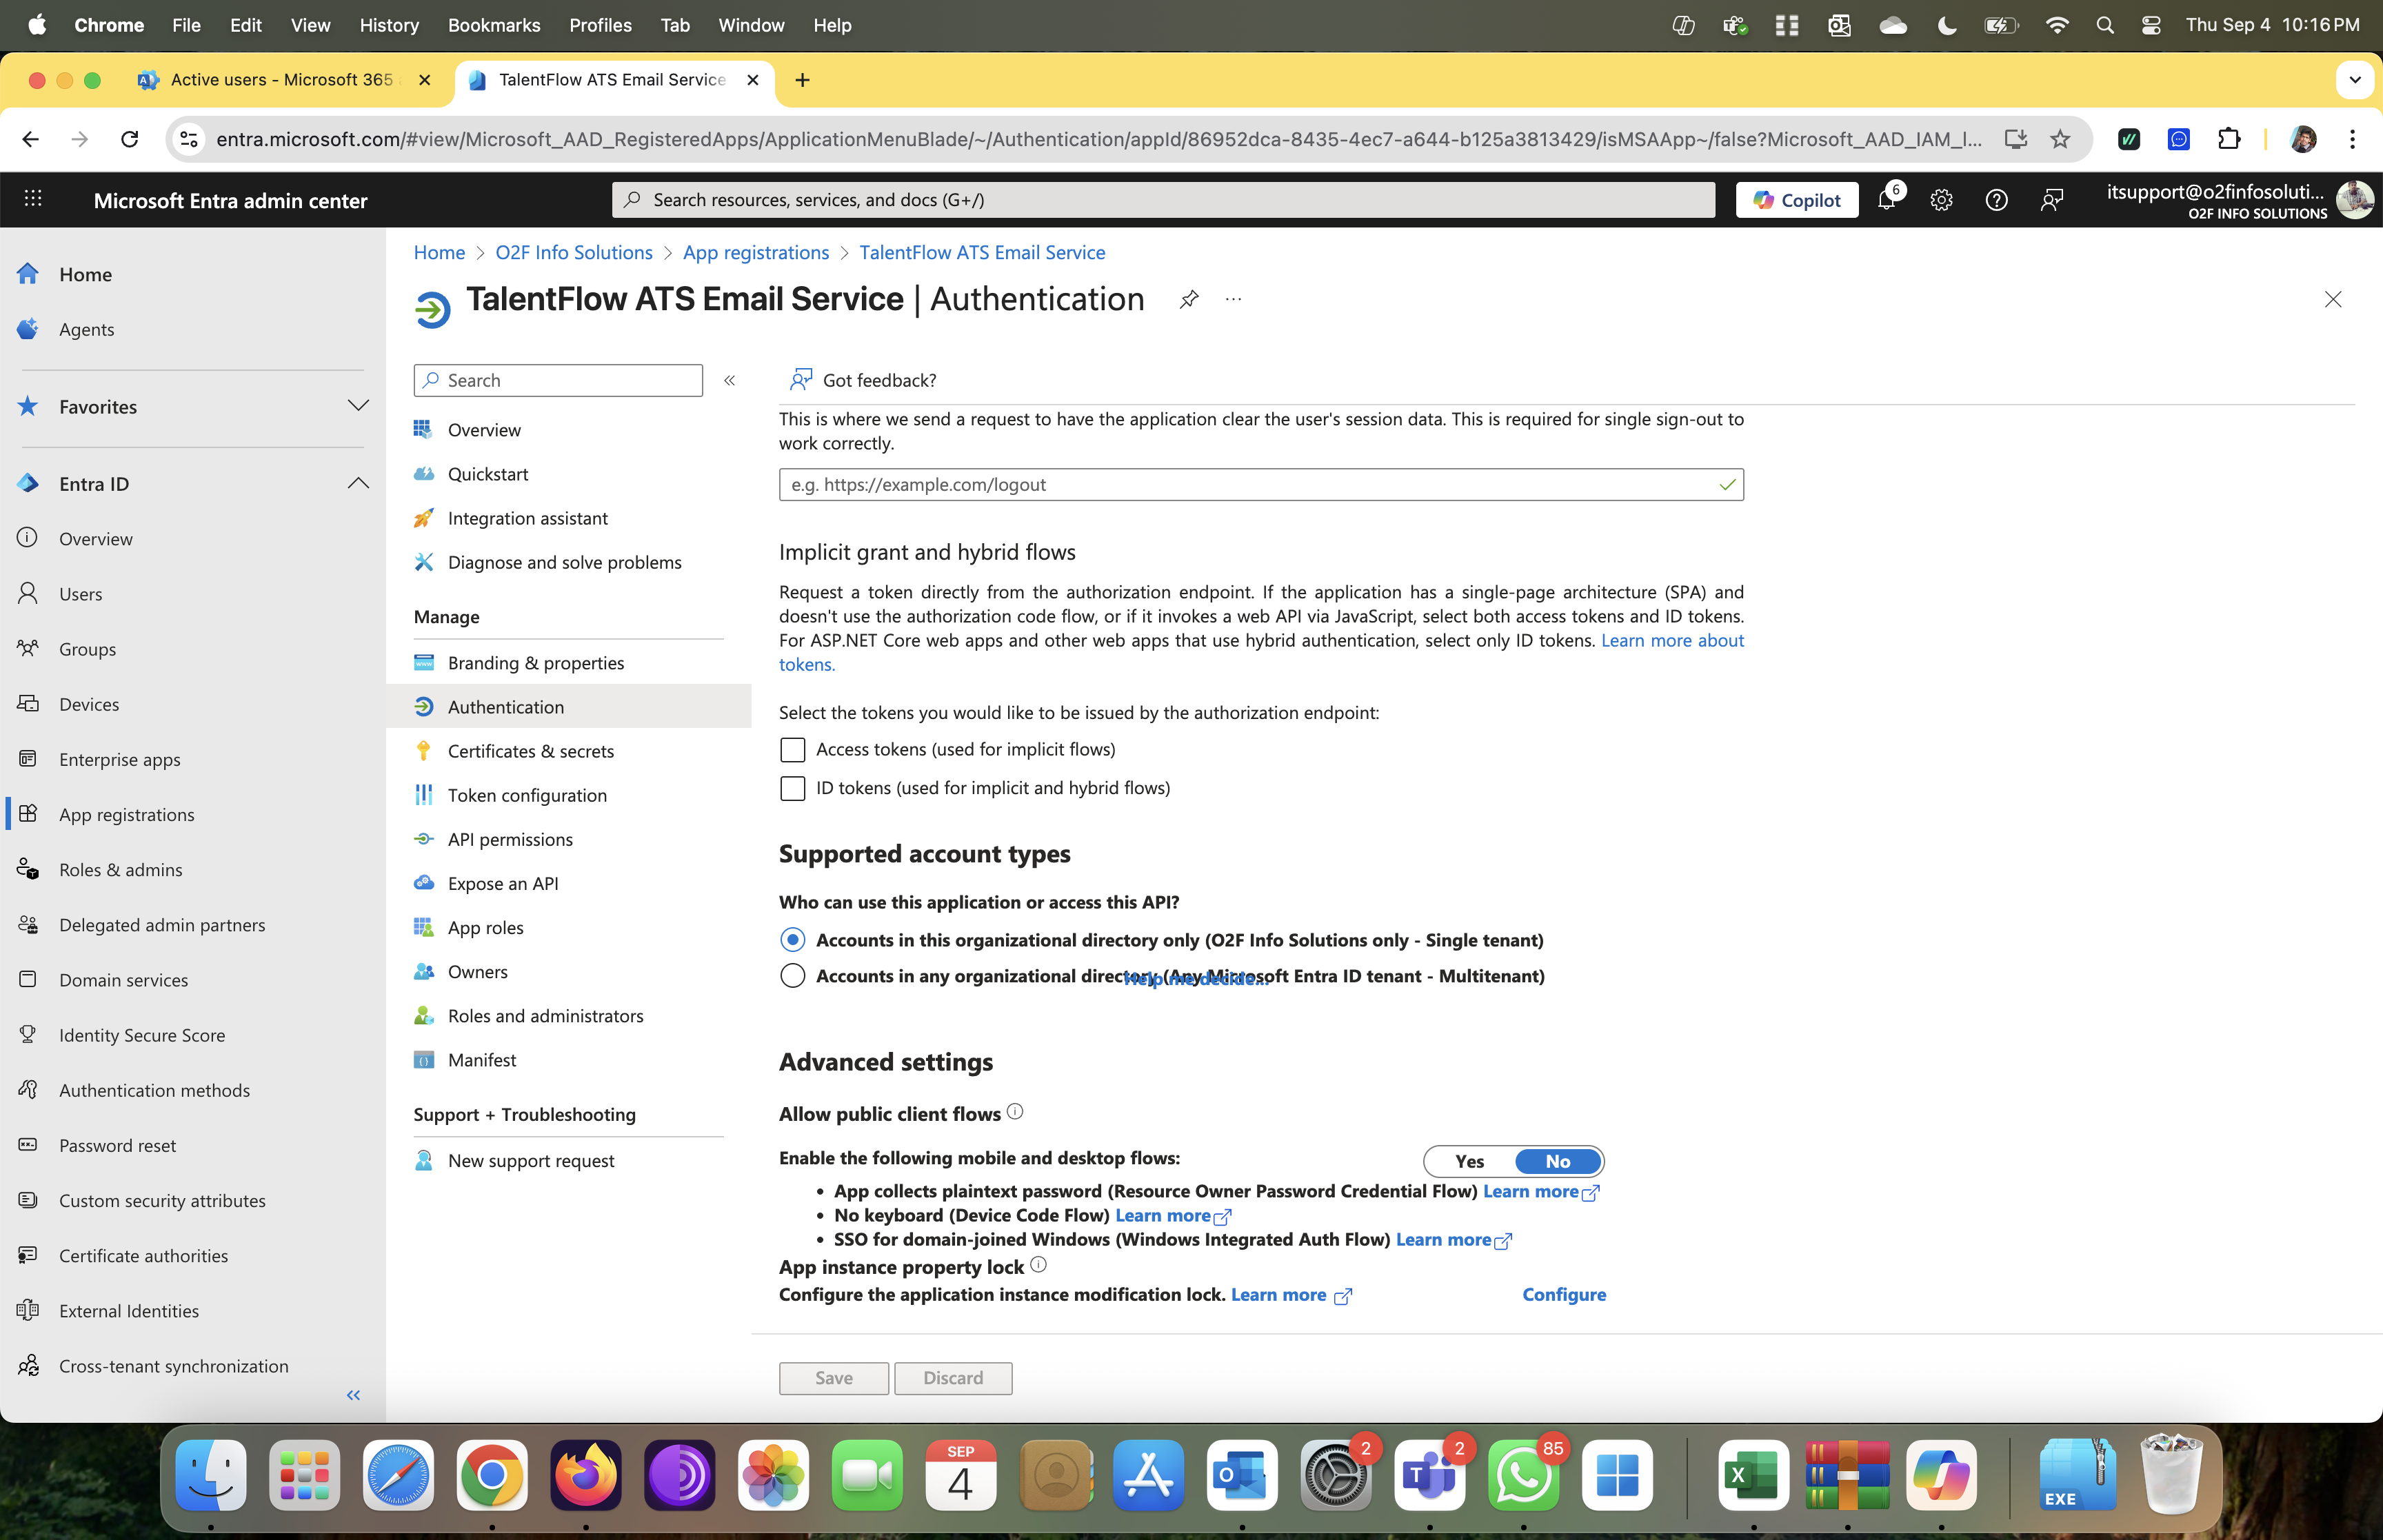 Chrome File Edit View History Bookmarks Profiles Tab Window Help Thu Sep 4 10:16 PM
Active users - Microsoft 365
TalentFlow ATS Email Service
entra.microsoft.com/#view/Microsoft_AAD_RegisteredApps/ApplicationMenuBlade/~/Authentication/appId/86952dca-8435-4ec7-a644-b125a3813429/isMSAApp~/false?Microsoft_AAD_IAM_l...
Microsoft Entra admin center
Search resources, services, and docs (G+/)
Copilot
6
itsupport@o2finfosoluti...
O2F INFO SOLUTIONS
Home
Agents
Favorites
Entra ID
Overview
Users
Groups
Devices
Enterprise apps
App registrations
Roles & admins
Delegated admin partners
Domain services
Identity Secure Score
Authentication methods
Password reset
Custom security attributes
Certificate authorities
External Identities
Cross-tenant synchronization
Home > O2F Info Solutions > App registrations > TalentFlow ATS Email Service
TalentFlow ATS Email Service | Authentication
Search
Overview
Quickstart
Integration assistant
Diagnose and solve problems
Manage
Branding & properties
Authentication
Certificates & secrets
Token configuration
API permissions
Expose an API
App roles
Owners
Roles and administrators
Manifest
Support + Troubleshooting
New support request
Got feedback?
This is where we send a request to have the application clear the user's session data. This is required for single sign-out to
work correctly.
e.g. https://example.com/logout
Implicit grant and hybrid flows
Request a token directly from the authorization endpoint. If the application has a single-page architecture (SPA) and
doesn't use the authorization code flow, or if it invokes a web API via JavaScript, select both access tokens and ID tokens.
For ASP.NET Core web apps and other web apps that use hybrid authentication, select only ID tokens. Learn more about
tokens.
Select the tokens you would like to be issued by the authorization endpoint:
Access tokens (used for implicit flows)
ID tokens (used for implicit and hybrid flows)
Supported account types
Who can use this application or access this API?
Accounts in this organizational directory only (O2F Info Solutions only - Single tenant)
Accounts in any organizational directory (Any Microsoft Entra ID tenant - Multitenant)
Help me decide...
Advanced settings
Allow public client flows
Enable the following mobile and desktop flows:
Yes No
• App collects plaintext password (Resource Owner Password Credential Flow) Learn more
• No keyboard (Device Code Flow) Learn more
• SSO for domain-joined Windows (Windows Integrated Auth Flow) Learn more
App instance property lock
Configure the application instance modification lock. Learn more Configure
Save Discard
SEP
4
2
2
85
EXE